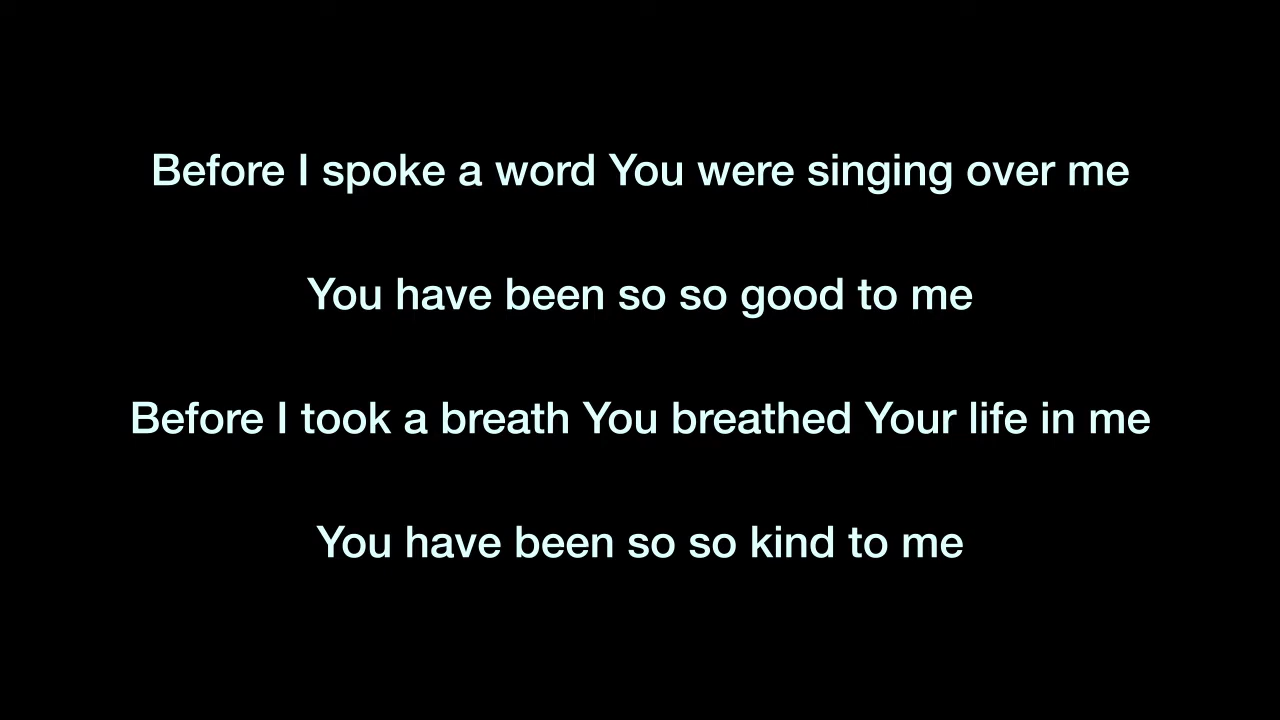 Before I spoke a word You were singing over me
You have been so so good to me
Before I took a breath You breathed Your life in me
You have been so so kind to me